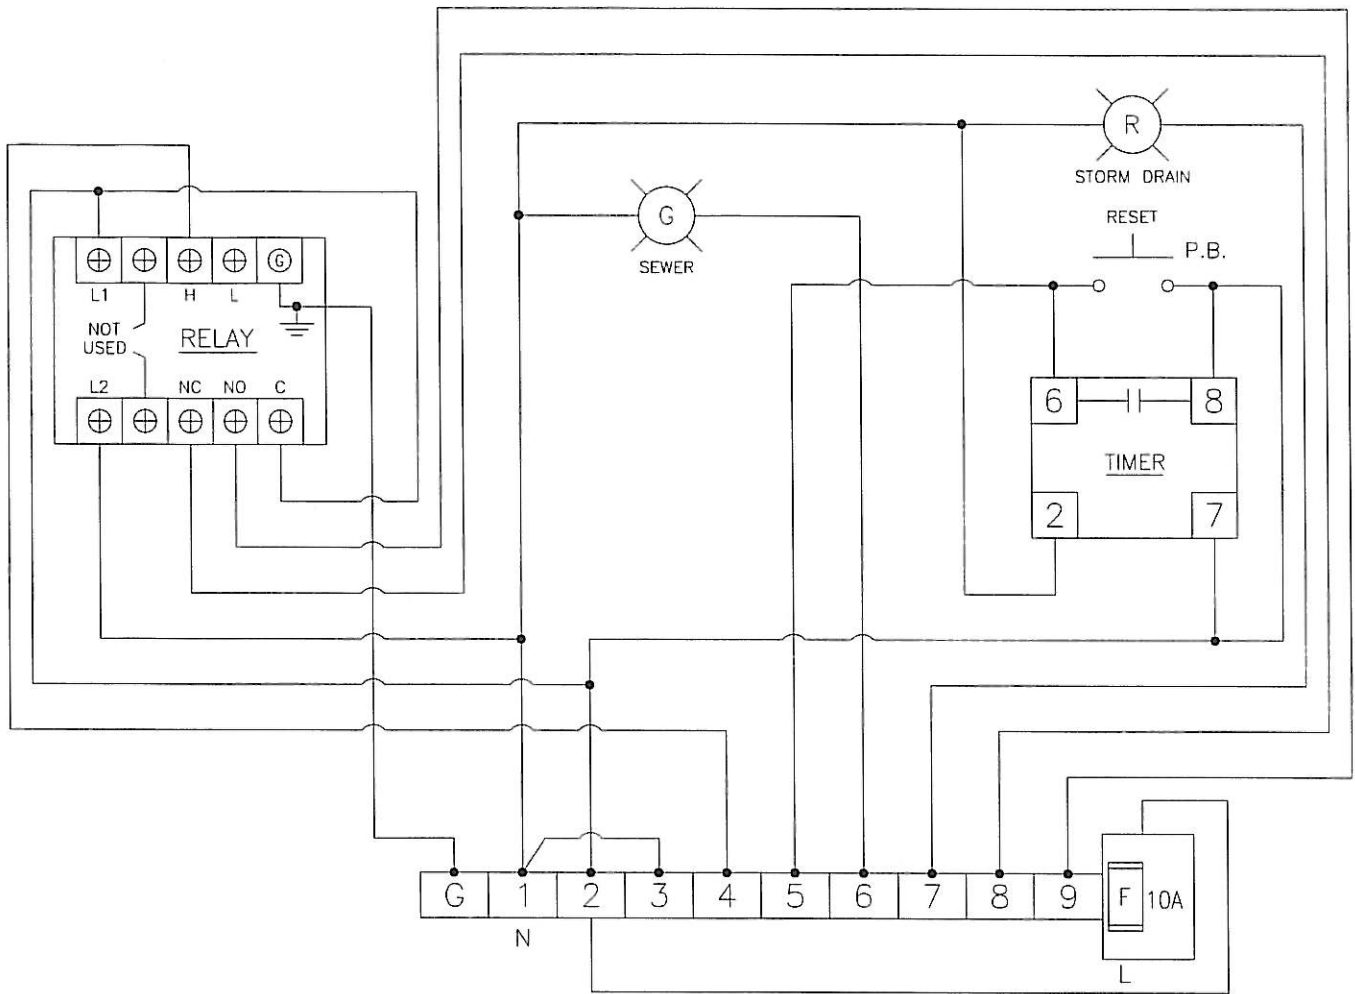 R
STORM DRAIN
G
SEWER
RESET
P.B.
G
L1
H
L
NOT
USED
RELAY
L2
NC
NO
C
6
8
TIMER
2
7
G
1
2
3
4
5
6
7
8
9
F
10A
N
L